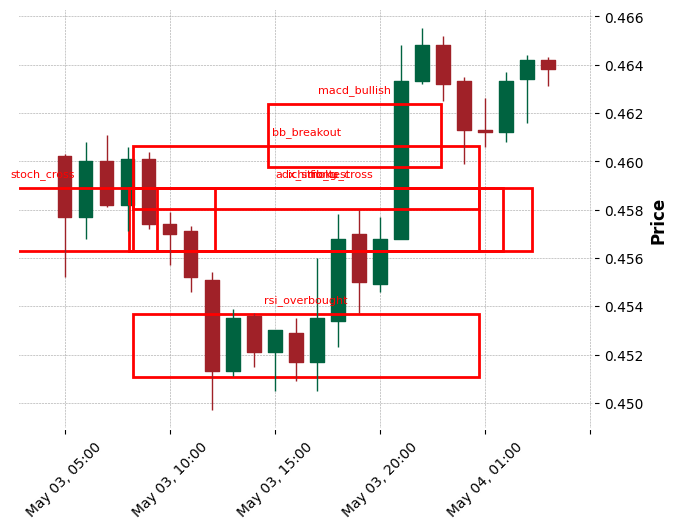 0.466
0.464
macd_bullish
0.462
bb_breakout
0.460
stoch_cross
0.458
Price
0.456
rsi_overbought
0.454
0.452
0.450
May 03, 05:00
May 03, 10:00
May 03, 15:00
May 03, 20:00
May 04, 01:00